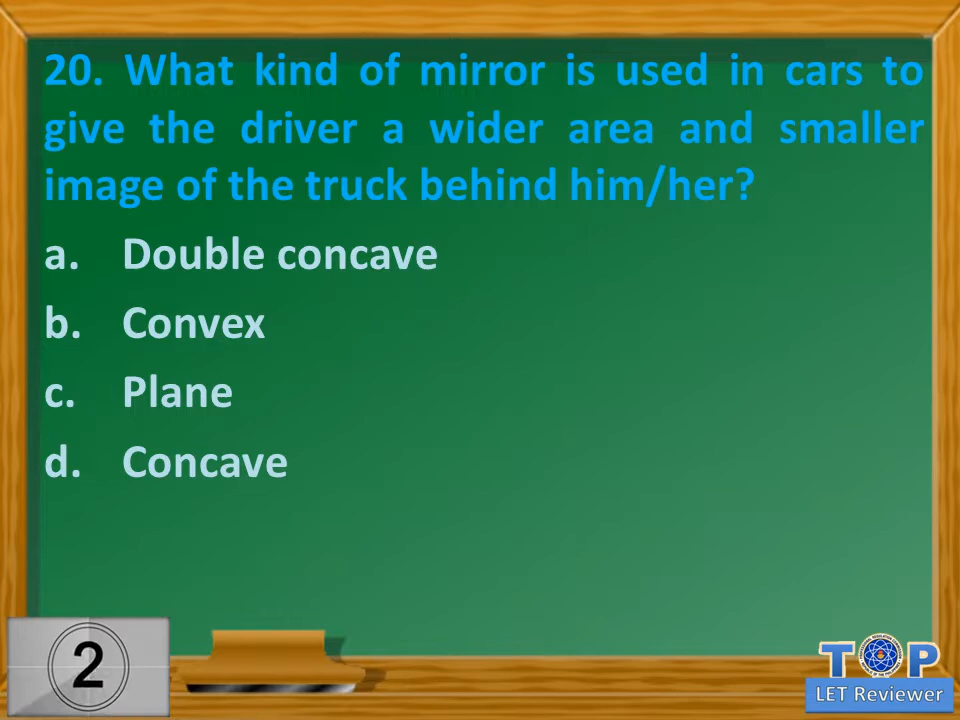 20. What kind of mirror is used in cars to
give the driver a wider area and smaller
image of the truck behind him/her?
a. Double concave
b. Convex
c. Plane
d. Concave
2
TOP
LET Reviewer